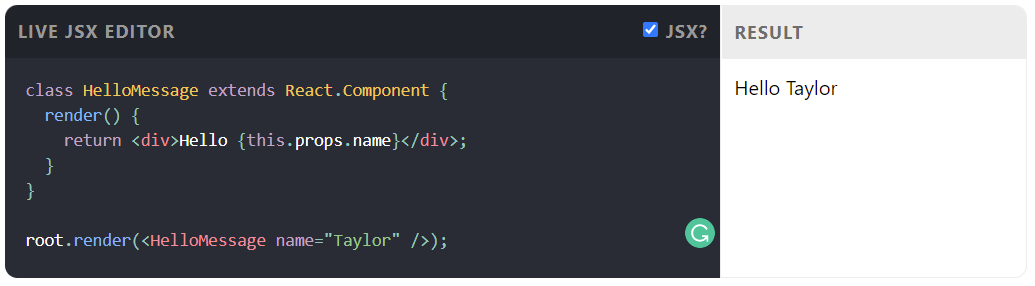 LIVE JSX EDITOR JSX? RESULT
class HelloMessage extends React.Component {
  render() {
    return <div>Hello {this.props.name}</div>;
  }
}
root.render(<HelloMessage name="Taylor" />);
Hello Taylor